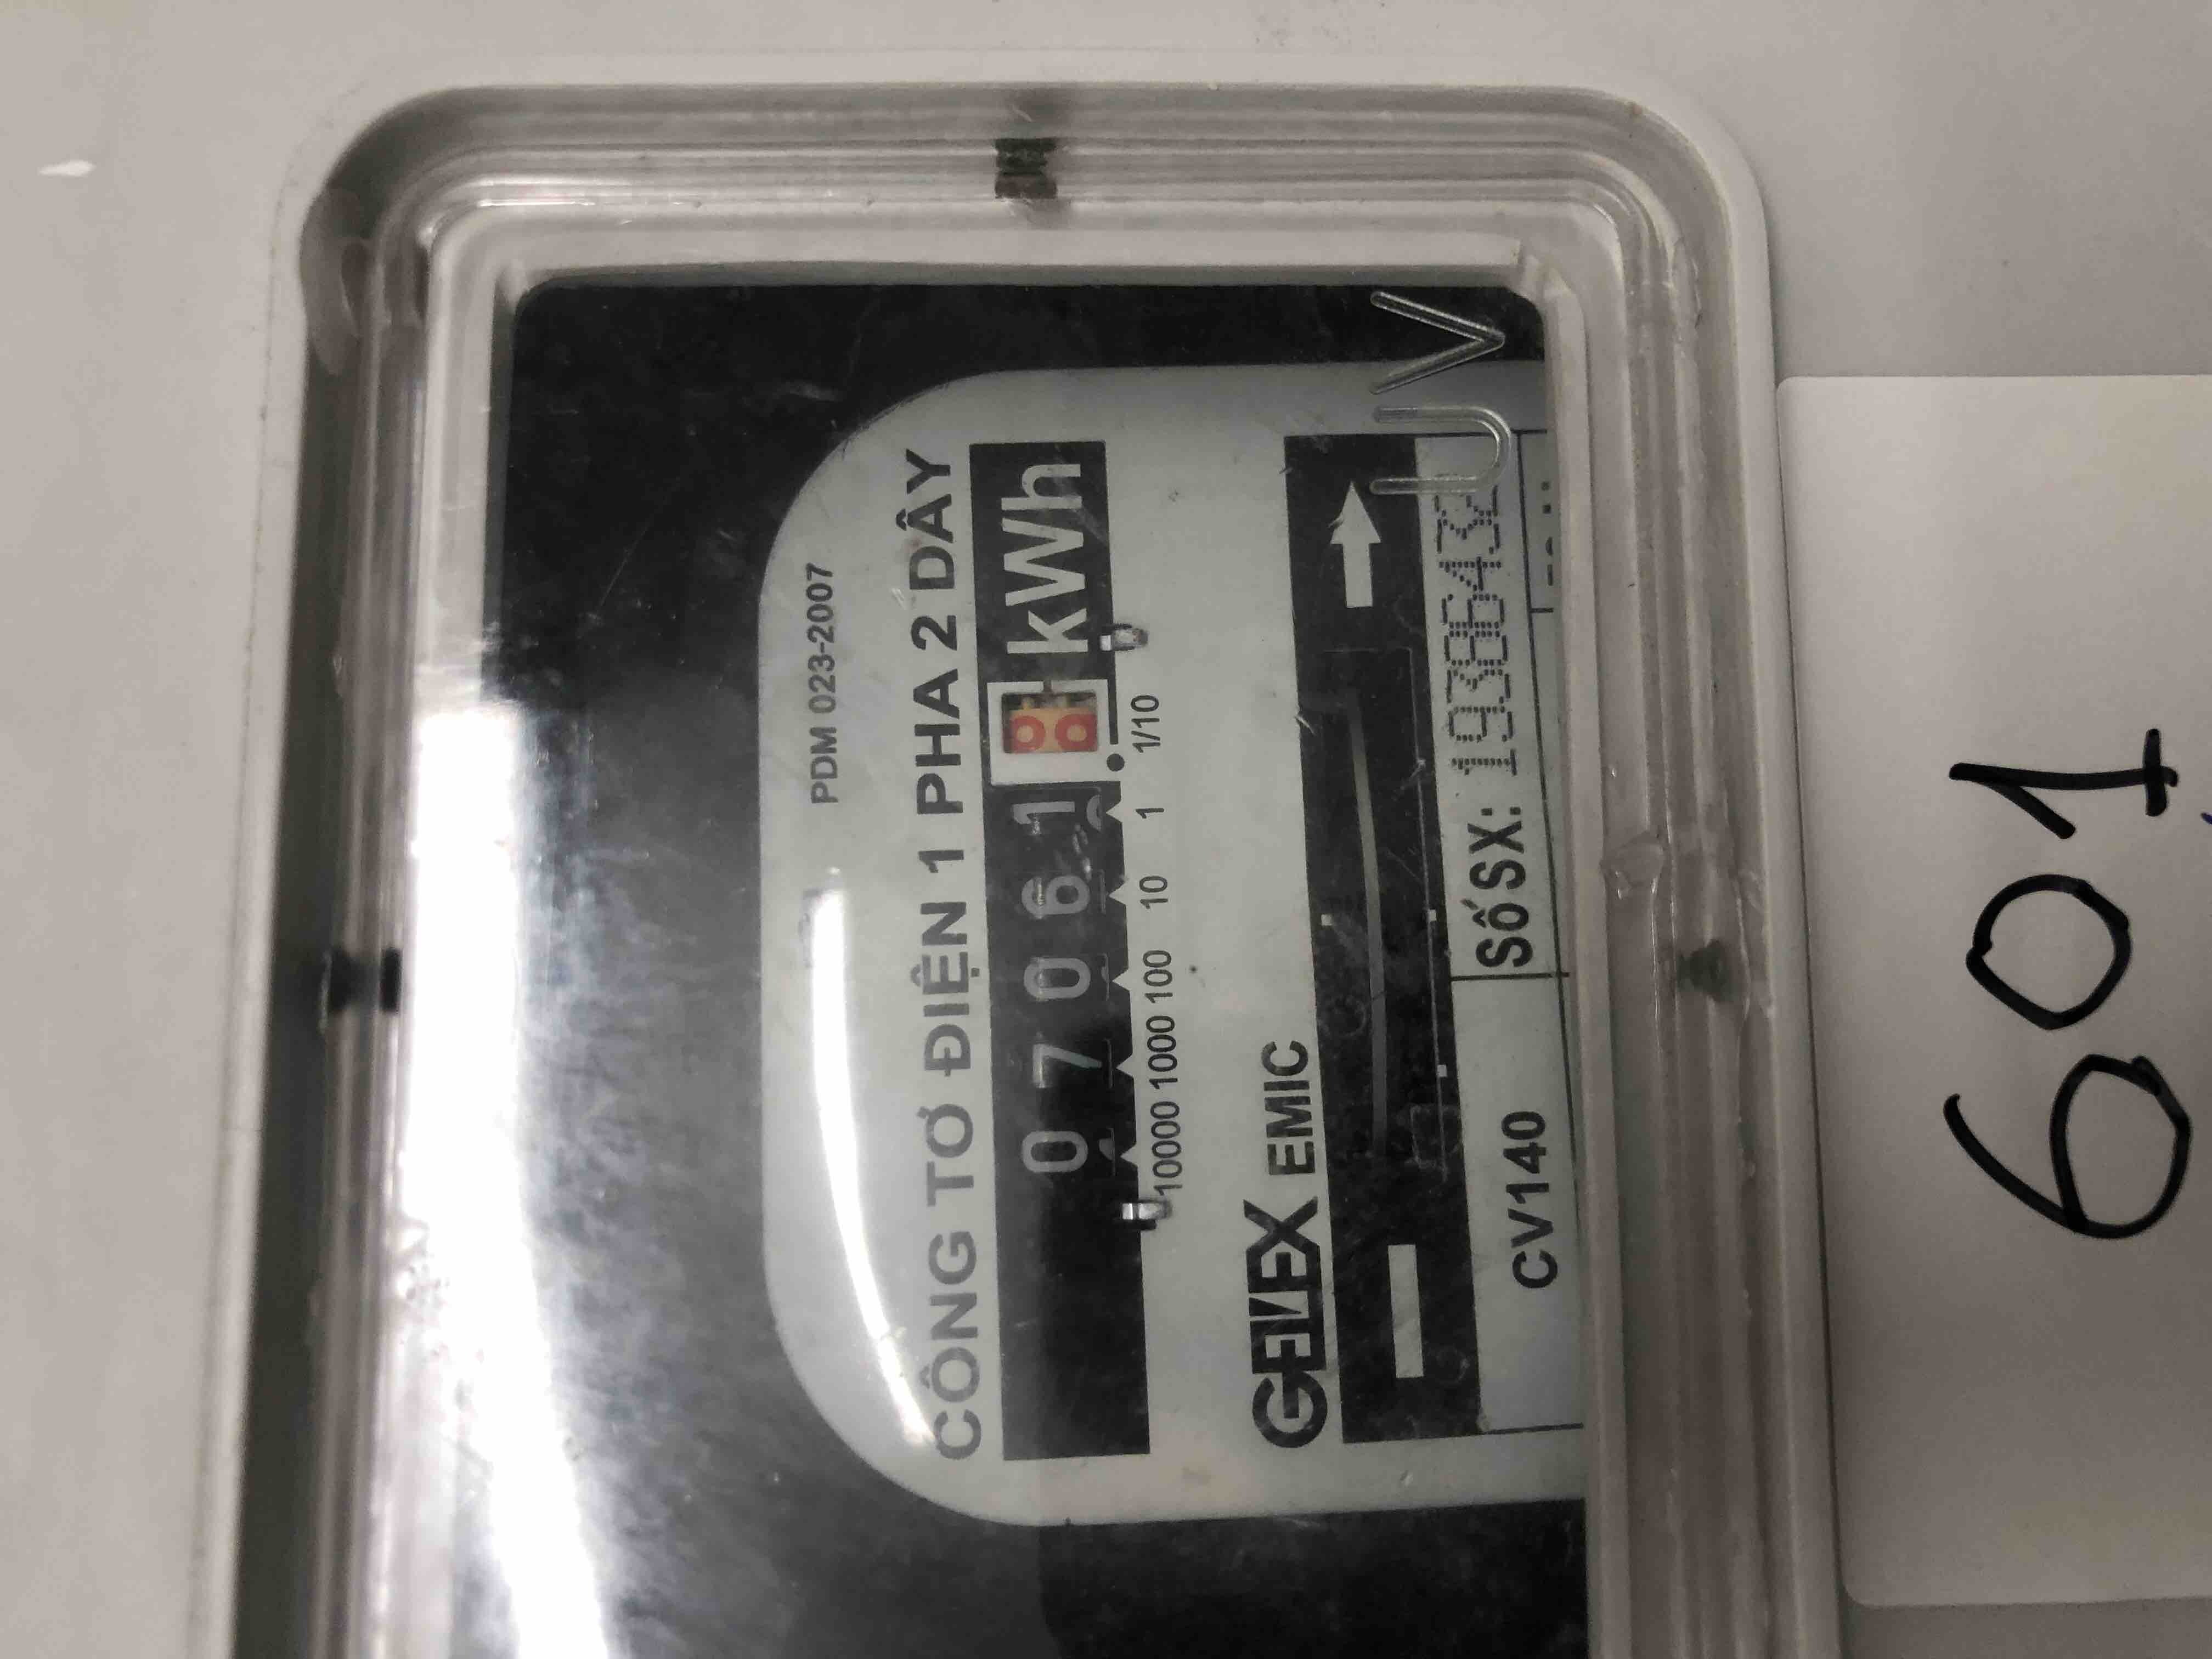 PDM 023-2007
CÔNG TƠ ĐIỆN 1 PHA 2 DÂY
0 7 0 6 1 kWh
10000 1000 100 10 1 1/10
GELEX EMIC
CV140
Số SX:
UV
601